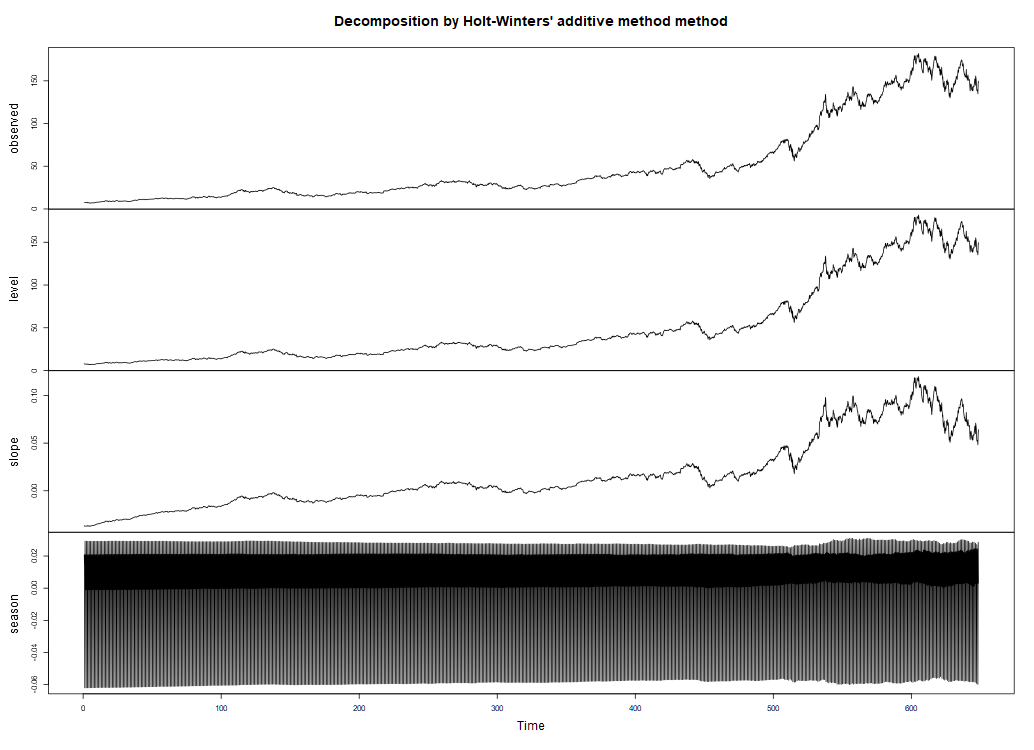 Decomposition by Holt-Winters' additive method method
observed
0
50
100
150
level
0
50
100
150
slope
0.00
0.05
0.10
season
-0.06
-0.04
-0.02
0.00
0.02
0 100 200 300 400 500 600
Time